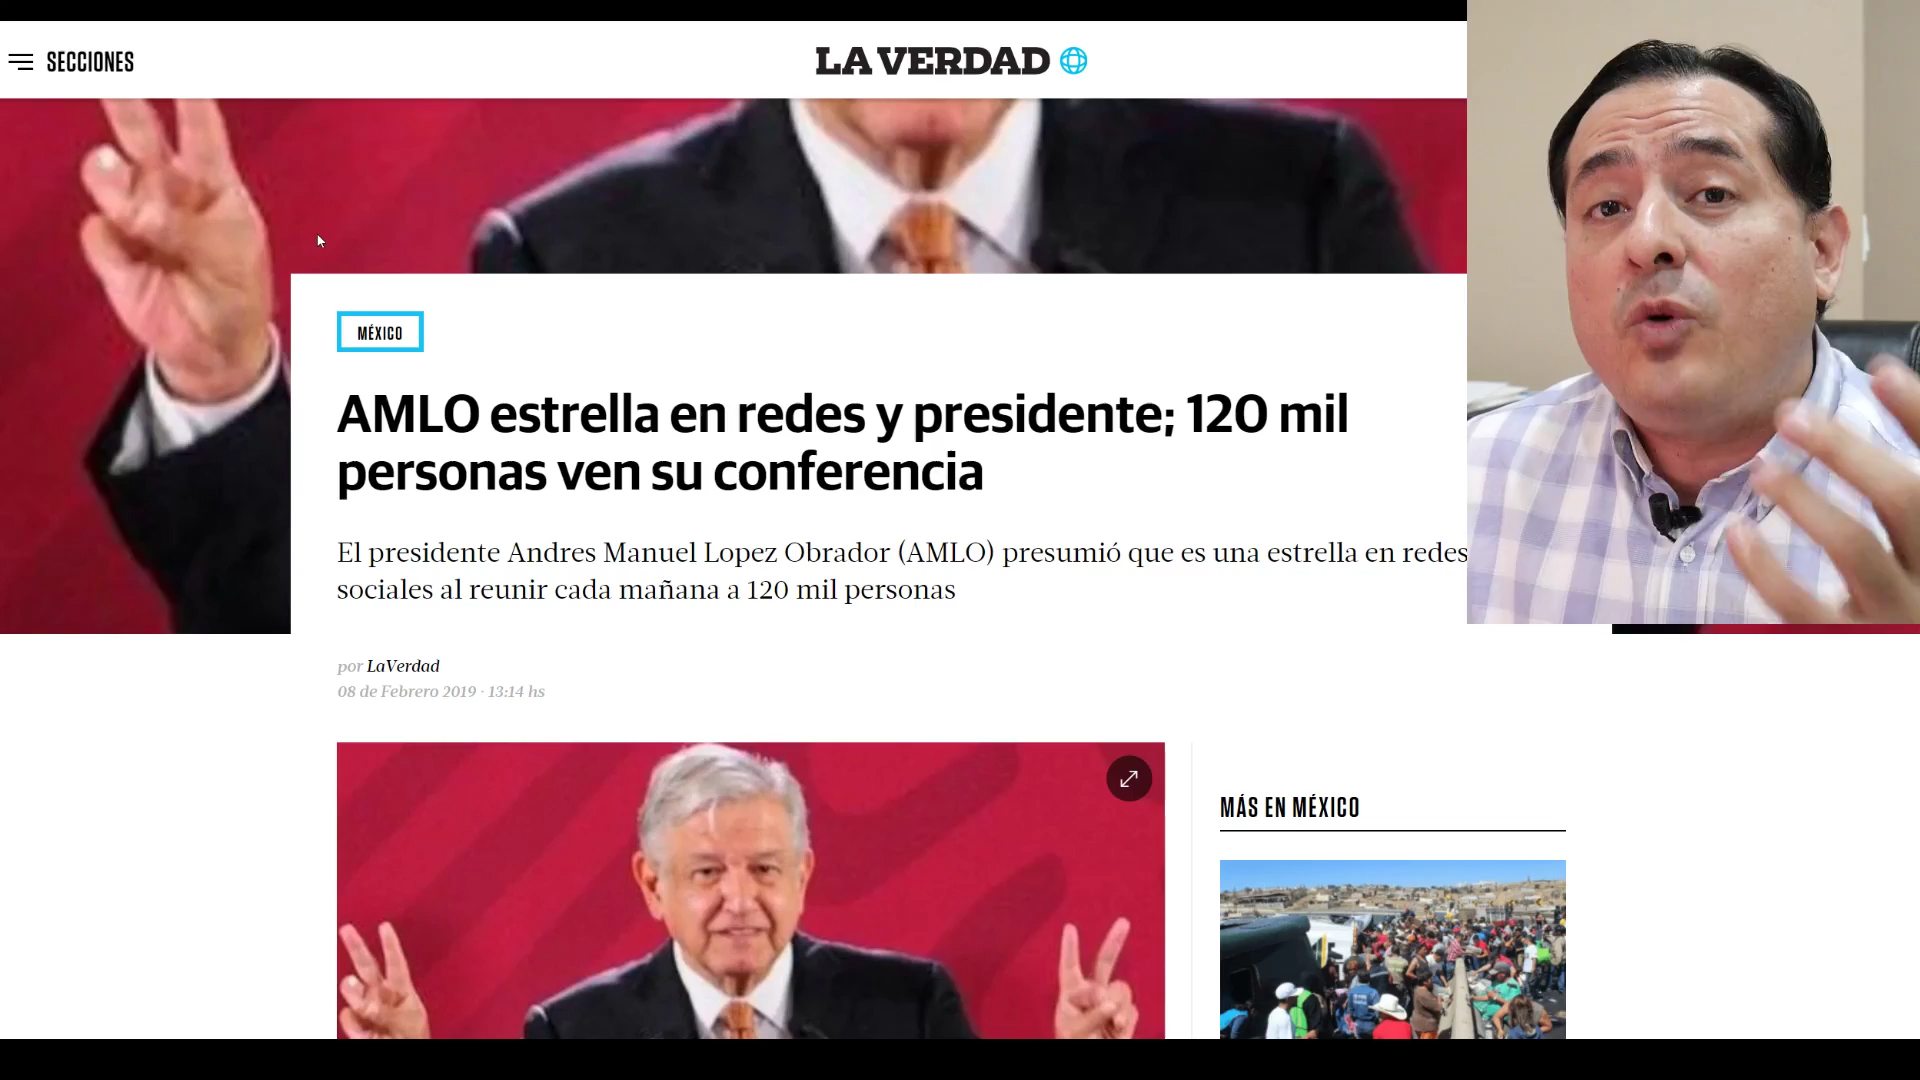 SECCIONES
LA VERDAD
MÉXICO
AMLO estrella en redes y presidente; 120 mil
personas ven su conferencia
El presidente Andres Manuel Lopez Obrador (AMLO) presumió que es una estrella en redes
sociales al reunir cada mañana a 120 mil personas
por LaVerdad
08 de Febrero 2019 · 13:14 hs
MÁS EN MÉXICO